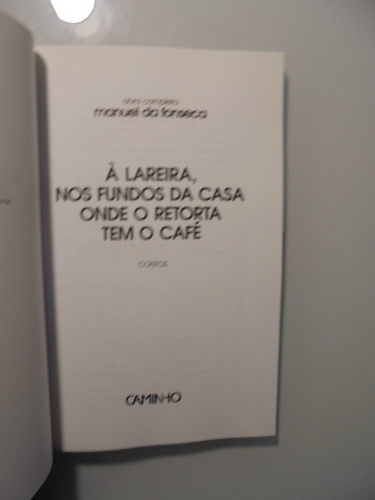 obra completa
manuel da fonseca
À LAREIRA,
NOS FUNDOS DA CASA
ONDE O RETORTA
TEM O CAFÉ
CONTOS
CAMINHO